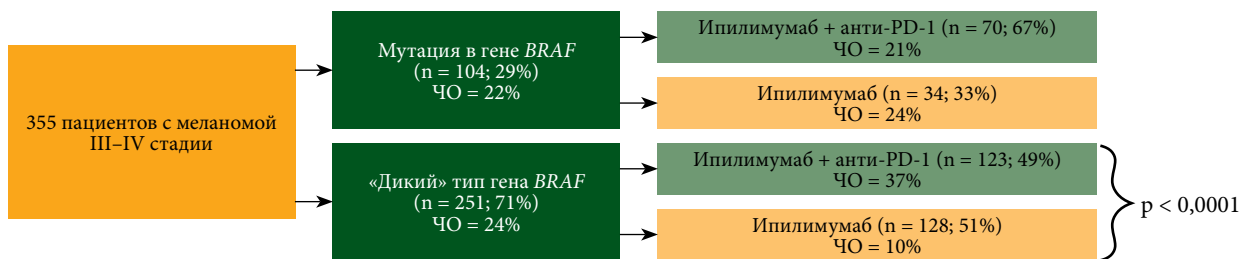 355 пациентов с меланомой
III–IV стадии
Мутация в гене BRAF
(n = 104; 29%)
ЧО = 22%
Ипилимумаб + анти-PD-1 (n = 70; 67%)
ЧО = 21%
Ипилимумаб (n = 34; 33%)
ЧО = 24%
«Дикий» тип гена BRAF
(n = 251; 71%)
ЧО = 24%
Ипилимумаб + анти-PD-1 (n = 123; 49%)
ЧО = 37%
Ипилимумаб (n = 128; 51%)
ЧО = 10%
p < 0,0001